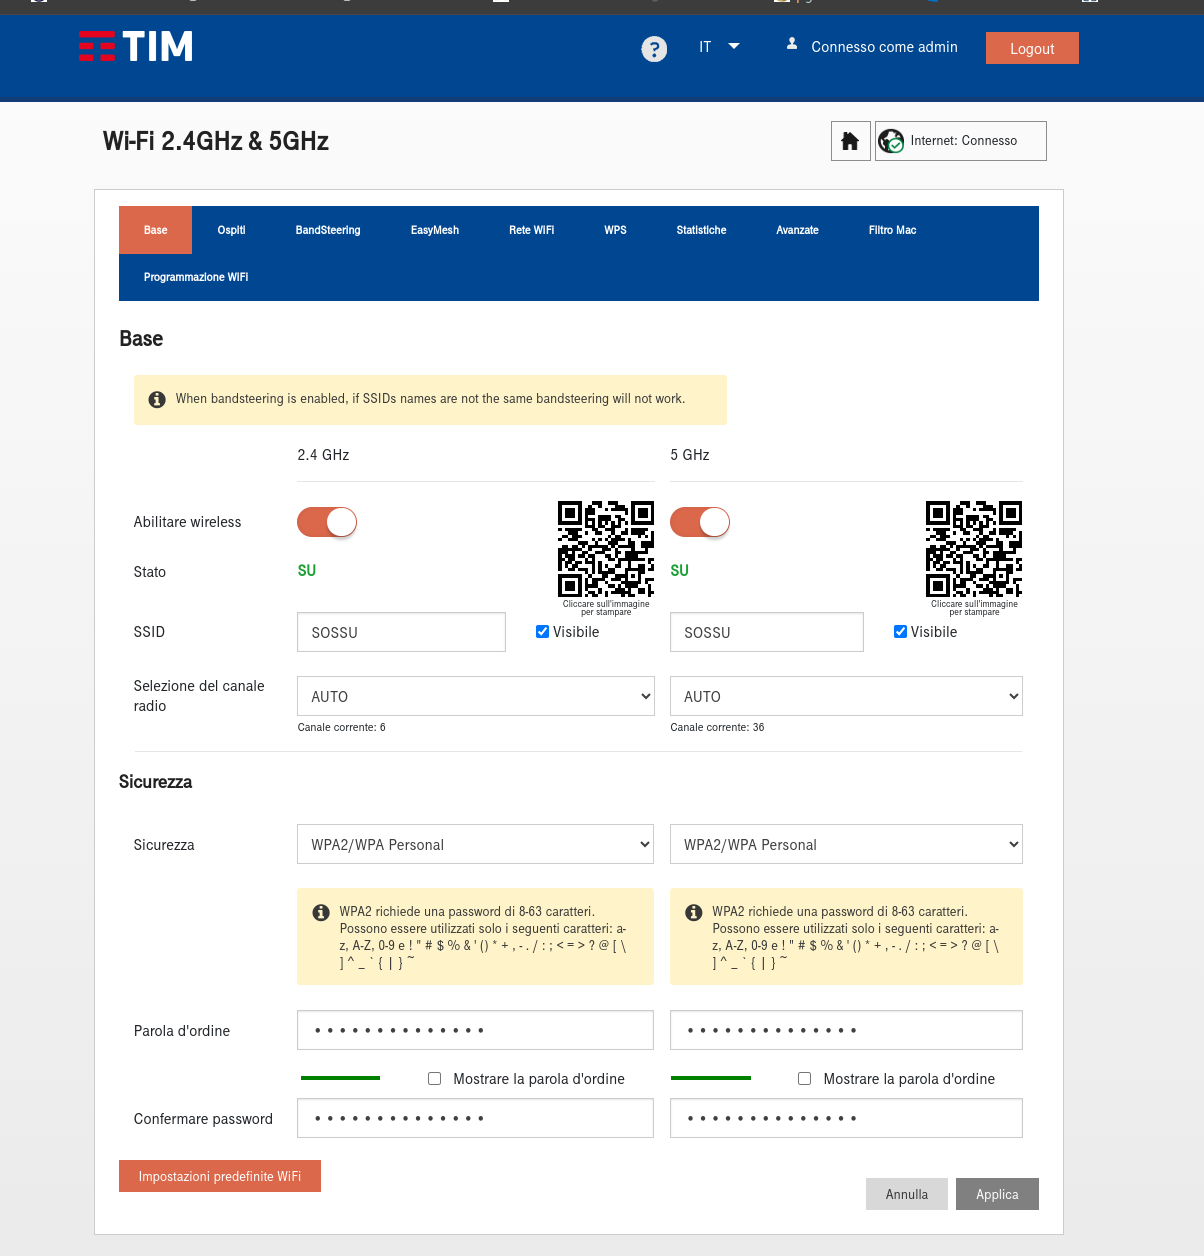 TIM
?
IT
Connesso come admin
Logout
Wi-Fi 2.4GHz & 5GHz
Internet: Connesso
Base
Ospiti
BandSteering
EasyMesh
Rete WiFi
WPS
Statistiche
Avanzate
Filtro Mac
Programmazione WiFi
Base
When bandsteering is enabled, if SSIDs names are not the same bandsteering will not work.
2.4 GHz
5 GHz
Abilitare wireless
Stato
SU
Cliccare sull'immagine
per stampare
SU
Cliccare sull'immagine
per stampare
SSID
SOSSU
Visibile
SOSSU
Visibile
Selezione del canale
radio
AUTO
Canale corrente: 6
AUTO
Canale corrente: 36
Sicurezza
Sicurezza
WPA2/WPA Personal
WPA2/WPA Personal
WPA2 richiede una password di 8-63 caratteri.
Possono essere utilizzati solo i seguenti caratteri: a-
z, A-Z, 0-9 e ! " # $ % & ' () * + , - . / : ; < = > ? @ [ \
] ^ _ ` { | } ~
WPA2 richiede una password di 8-63 caratteri.
Possono essere utilizzati solo i seguenti caratteri: a-
z, A-Z, 0-9 e ! " # $ % & ' () * + , - . / : ; < = > ? @ [ \
] ^ _ ` { | } ~
Parola d'ordine
••••••••••••••
••••••••••••••
Mostrare la parola d'ordine
Mostrare la parola d'ordine
Confermare password
••••••••••••••
••••••••••••••
Impostazioni predefinite WiFi
Annulla
Applica